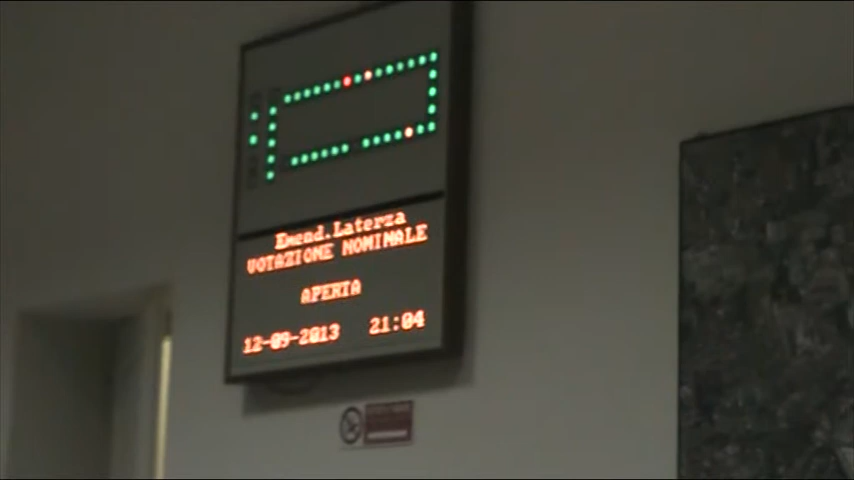 Emend.Laterza
VOTAZIONE NOMINALE
APERTA
12-09-2013 21:04